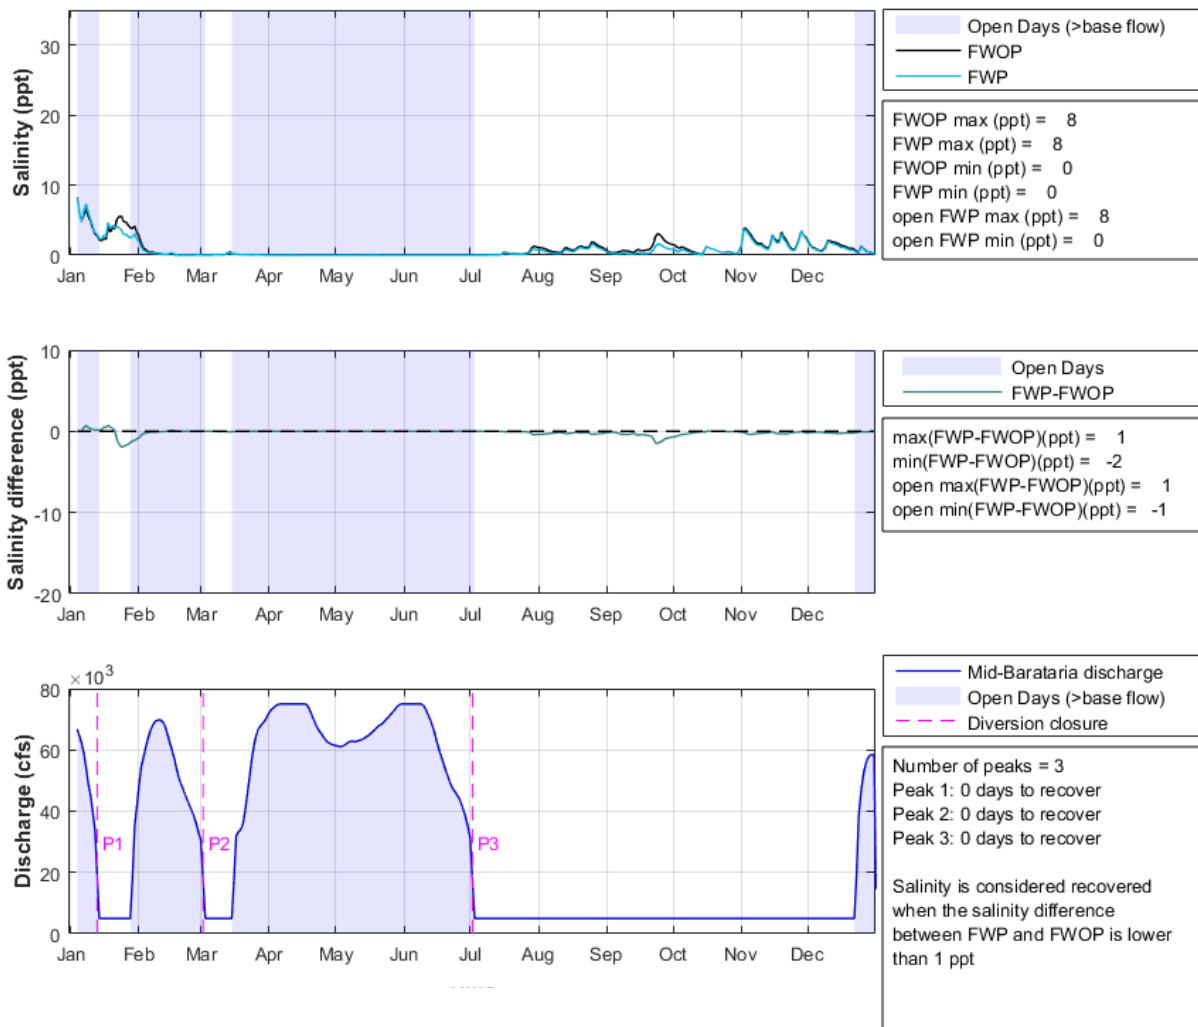 Salinity (ppt)
30
20
10
0
Jan Feb Mar Apr May Jun Jul Aug Sep Oct Nov Dec
Open Days (>base flow)
FWOP
FWP
FWOP max (ppt) = 8
FWP max (ppt) = 8
FWOP min (ppt) = 0
FWP min (ppt) = 0
open FWP max (ppt) = 8
open FWP min (ppt) = 0
Salinity difference (ppt)
10
0
-10
-20
Jan Feb Mar Apr May Jun Jul Aug Sep Oct Nov Dec
Open Days
FWP-FWOP
max(FWP-FWOP)(ppt) = 1
min(FWP-FWOP)(ppt) = -2
open max(FWP-FWOP)(ppt) = 1
open min(FWP-FWOP)(ppt) = -1
Discharge (cfs)
× 10³
80
60
40
20
0
P1 P2 P3
Jan Feb Mar Apr May Jun Jul Aug Sep Oct Nov Dec
Mid-Barataria discharge
Open Days (>base flow)
Diversion closure
Number of peaks = 3
Peak 1: 0 days to recover
Peak 2: 0 days to recover
Peak 3: 0 days to recover
Salinity is considered recovered
when the salinity difference
between FWP and FWOP is lower
than 1 ppt